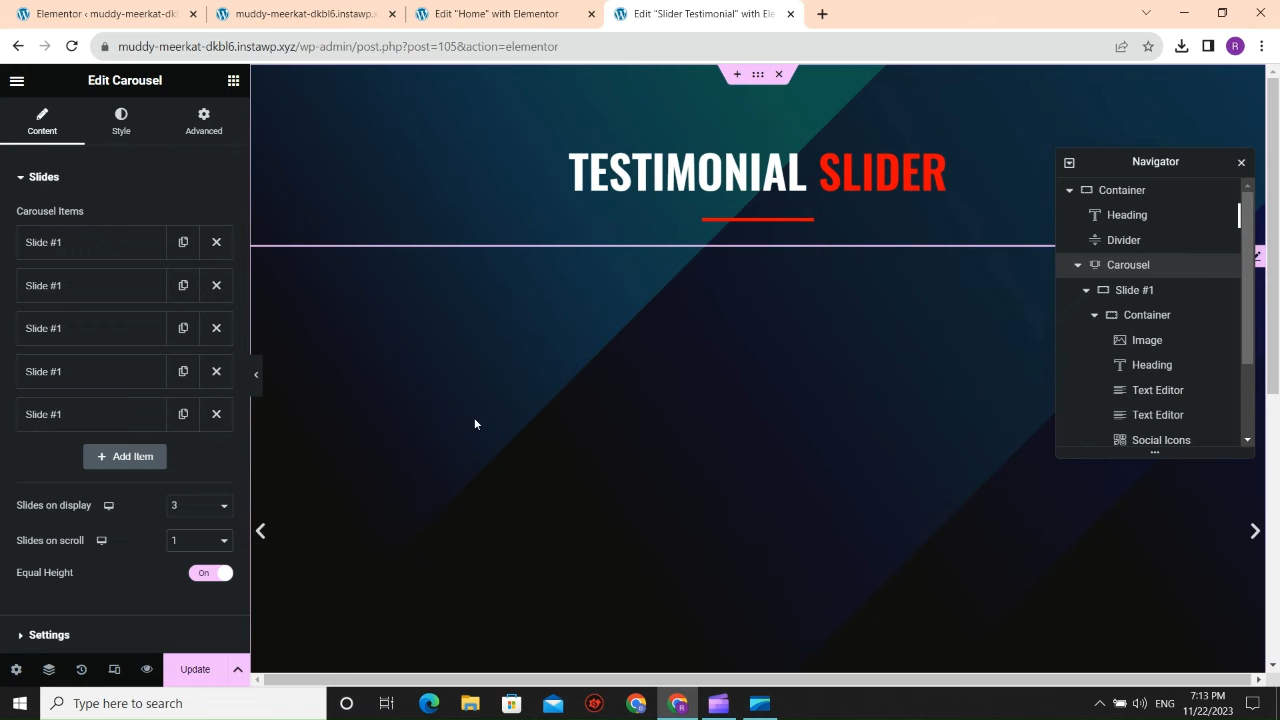 Elementor ‹ muddy-meerkat-dkl
muddy-meerkat-dkbl6.instawp.x
Edit "Home" with Elementor
Edit "Slider Testimonial" with Ele
muddy-meerkat-dkbl6.instawp.xyz/wp-admin/post.php?post=105&action=elementor
R
Edit Carousel
Content
Style
Advanced
Slides
Carousel Items
Slide #1
Slide #1
Slide #1
Slide #1
Slide #1
+ Add Item
Slides on display
3
Slides on scroll
1
Equal Height
On
Settings
Update
TESTIMONIAL SLIDER
Navigator
Container
Heading
Divider
Carousel
Slide #1
Container
Image
Heading
Text Editor
Text Editor
Social Icons
Type here to search
ENG
7:13 PM
11/22/2023